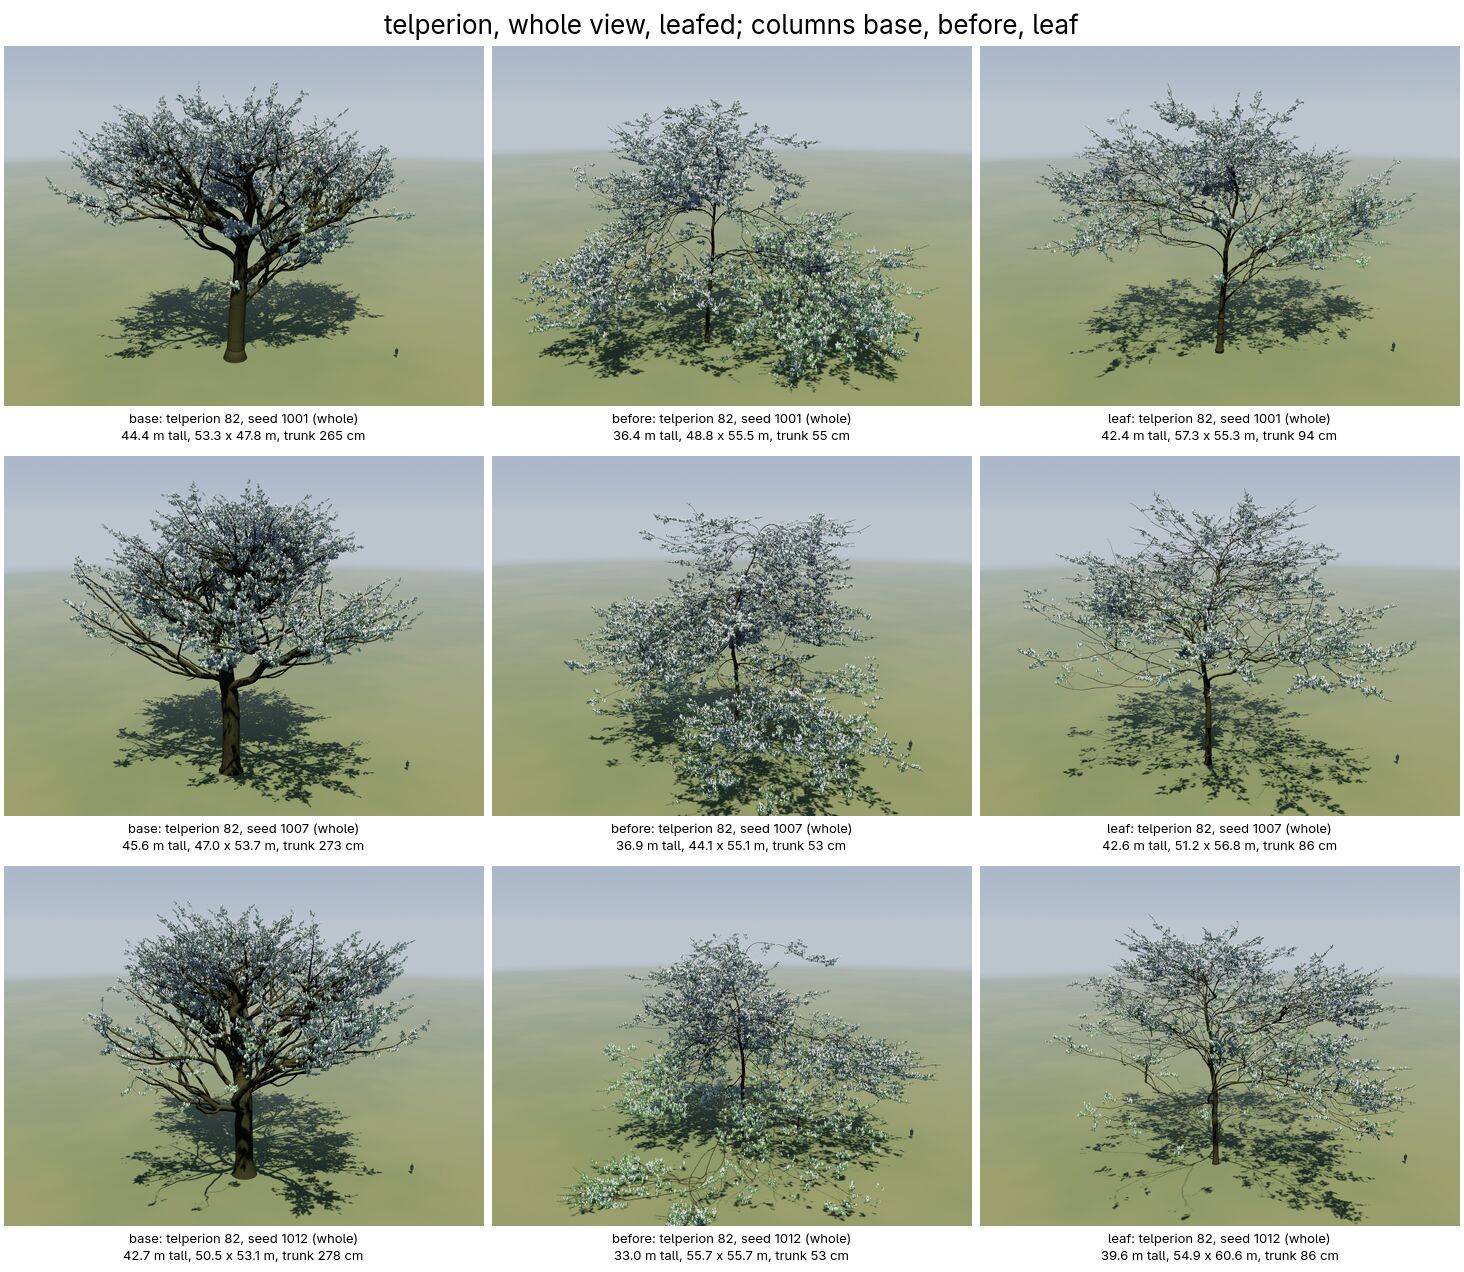 telperion, whole view, leafed; columns base, before, leaf
base: telperion 82, seed 1001 (whole)
44.4 m tall, 53.3 x 47.8 m, trunk 265 cm
before: telperion 82, seed 1001 (whole)
36.4 m tall, 48.8 x 55.5 m, trunk 55 cm
leaf: telperion 82, seed 1001 (whole)
42.4 m tall, 57.3 x 55.3 m, trunk 94 cm
base: telperion 82, seed 1007 (whole)
45.6 m tall, 47.0 x 53.7 m, trunk 273 cm
before: telperion 82, seed 1007 (whole)
36.9 m tall, 44.1 x 55.1 m, trunk 53 cm
leaf: telperion 82, seed 1007 (whole)
42.6 m tall, 51.2 x 56.8 m, trunk 86 cm
base: telperion 82, seed 1012 (whole)
42.7 m tall, 50.5 x 53.1 m, trunk 278 cm
before: telperion 82, seed 1012 (whole)
33.0 m tall, 55.7 x 55.7 m, trunk 53 cm
leaf: telperion 82, seed 1012 (whole)
39.6 m tall, 54.9 x 60.6 m, trunk 86 cm